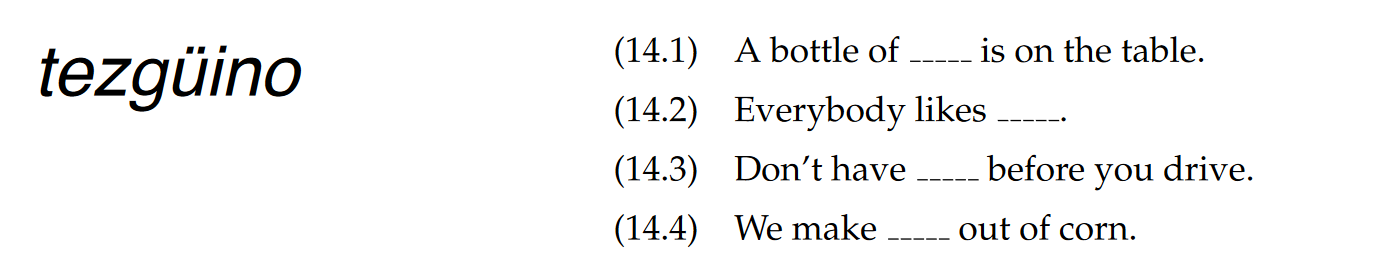 tezgüino
(14.1) A bottle of _____ is on the table.
(14.2) Everybody likes _____.
(14.3) Don't have _____ before you drive.
(14.4) We make _____ out of corn.